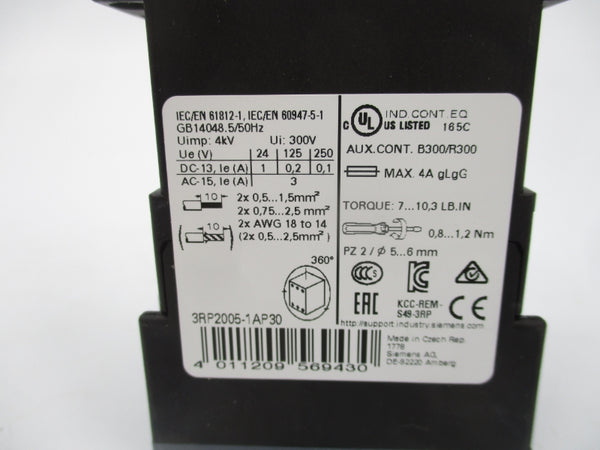 IEC/EN 61812-1, IEC/EN 60947-5-1
GB14048.5/50Hz
Uimp: 4kV Ui: 300V
Ue (V) 24 125 250
DC-13, Ie (A) 1 0,2 0,1
AC-15, Ie (A) 3
10 2x 0,5...1,5mm²
2x 0,75...2,5 mm²
10 2x AWG 18 to 14
(2x 0,5...2,5mm²)
360°
3RP2005-1AP30
4 011209 569430
C UL US LISTED IND.CONT.EQ 165C
AUX.CONT. B300/R300
MAX. 4A gLgG
TORQUE: 7...10,3 LB.IN
0,8...1,2 Nm
PZ 2 / Ø 5...6 mm
CCC
EAC KCC-REM-
S49-3RP CE
http://support.industry.siemens.com
Made in Czech Rep.
1778
Siemens AG,
DE-92220 Amberg